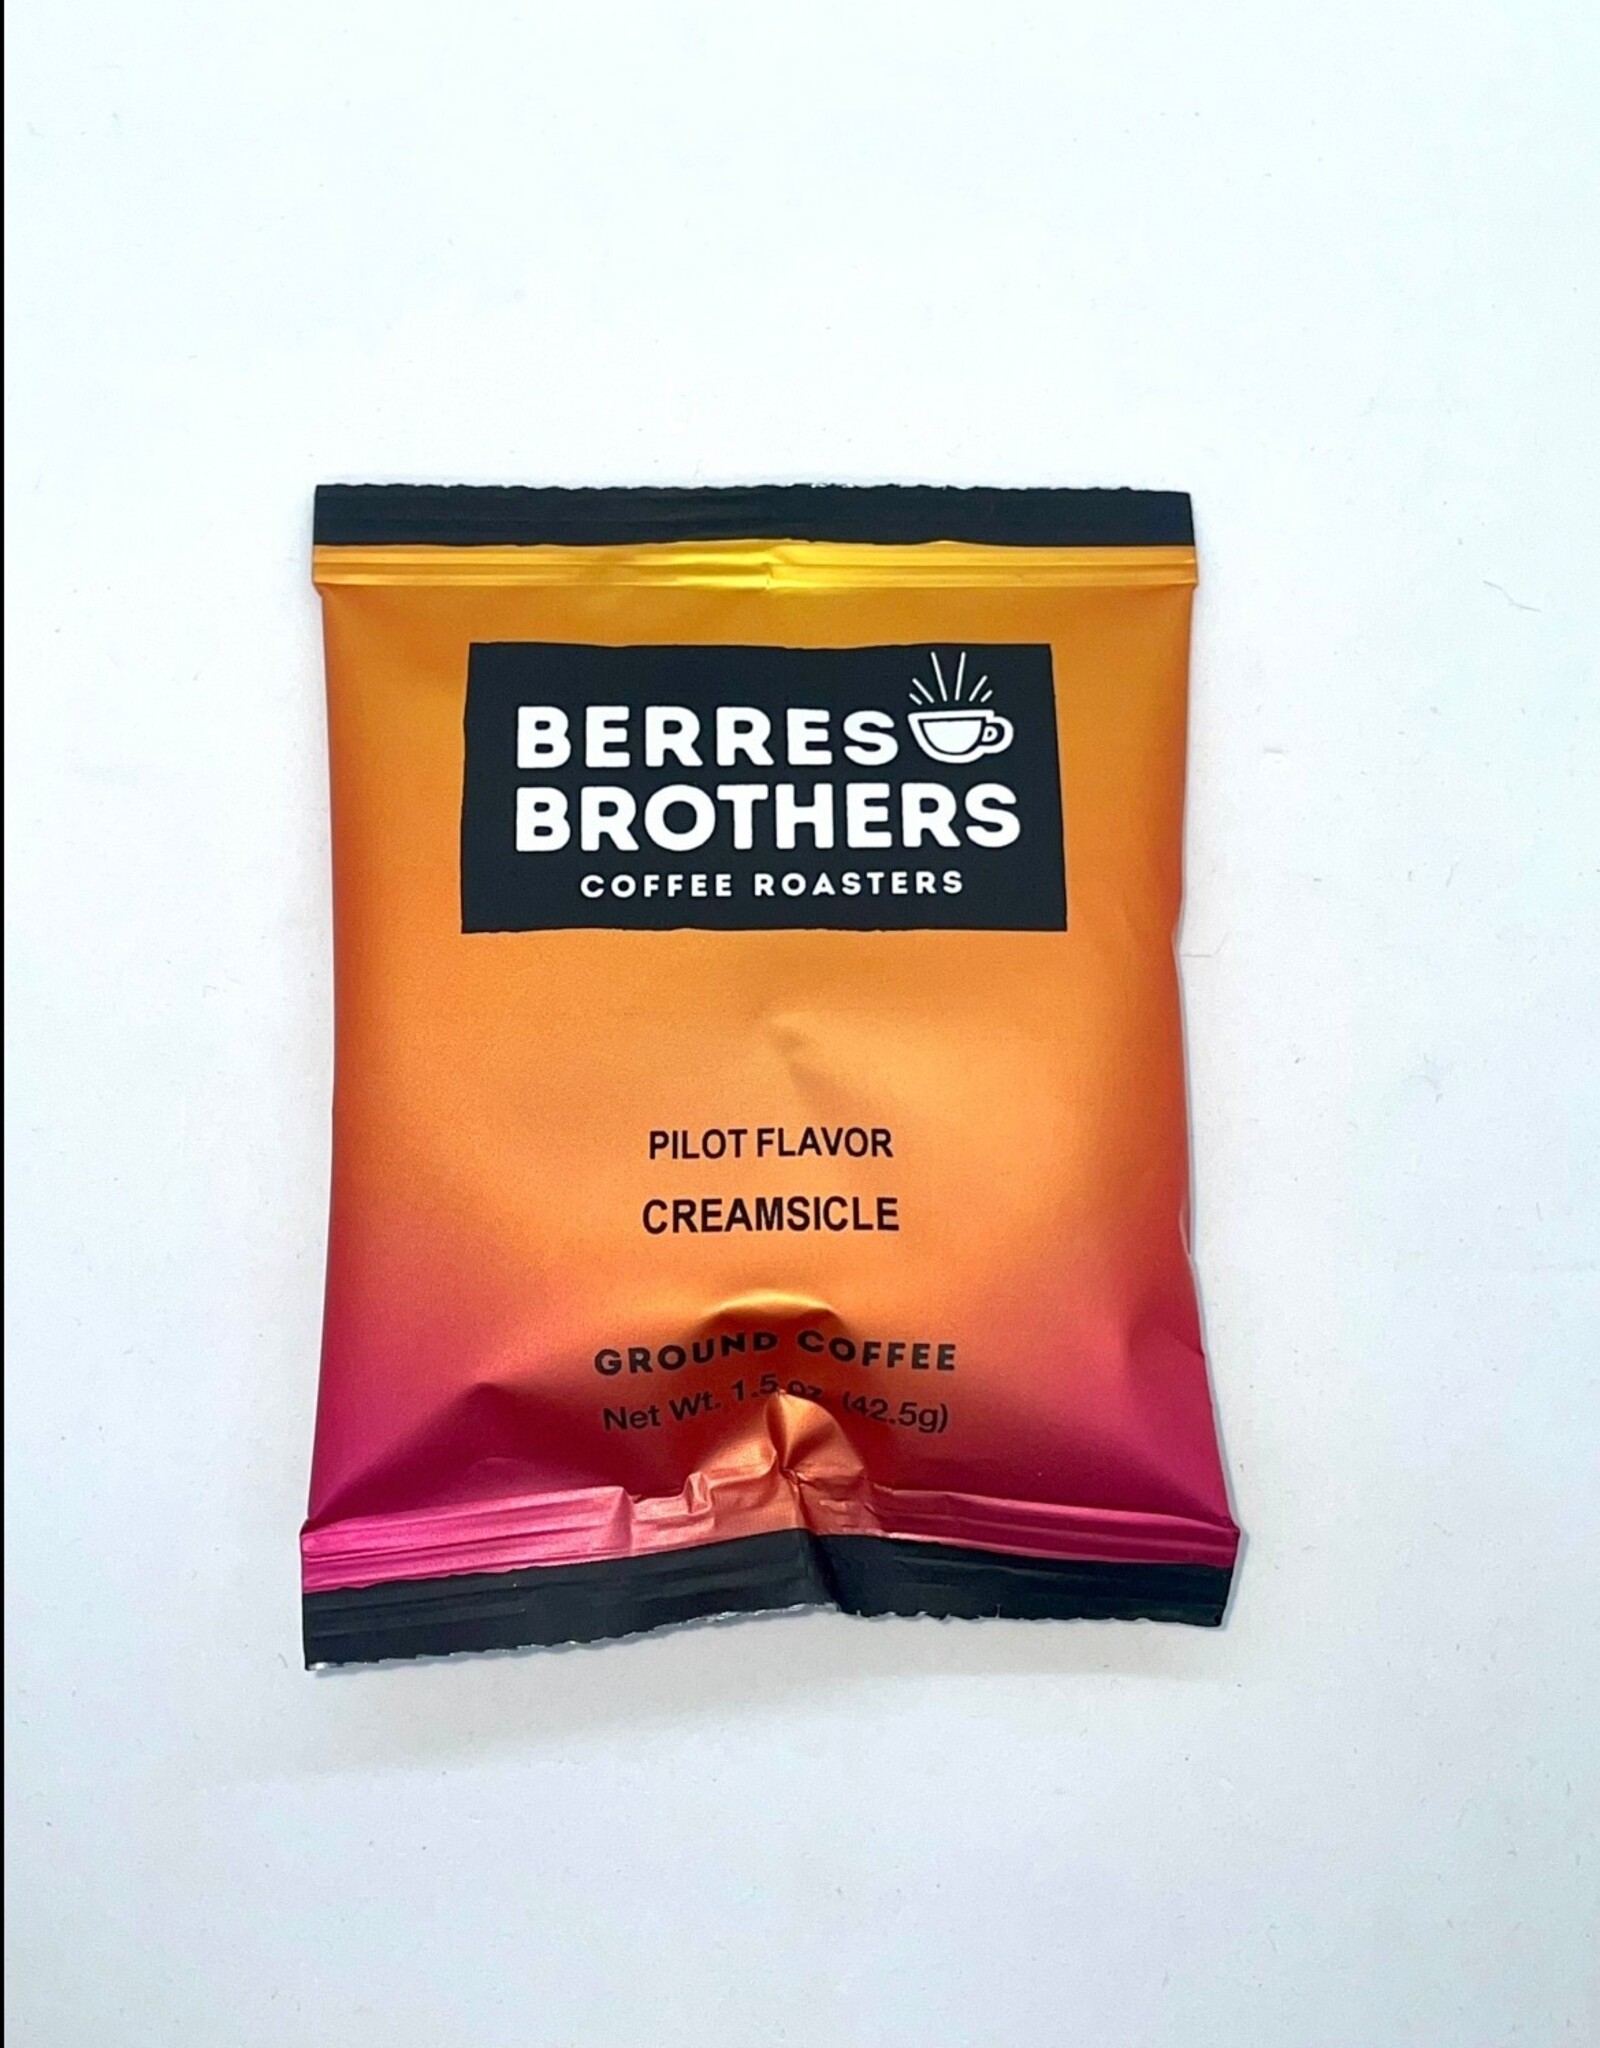 BERRES
BROTHERS
COFFEE ROASTERS
PILOT FLAVOR
CREAMSICLE
GROUND COFFEE
Net Wt. 1.5 oz. (42.5g)